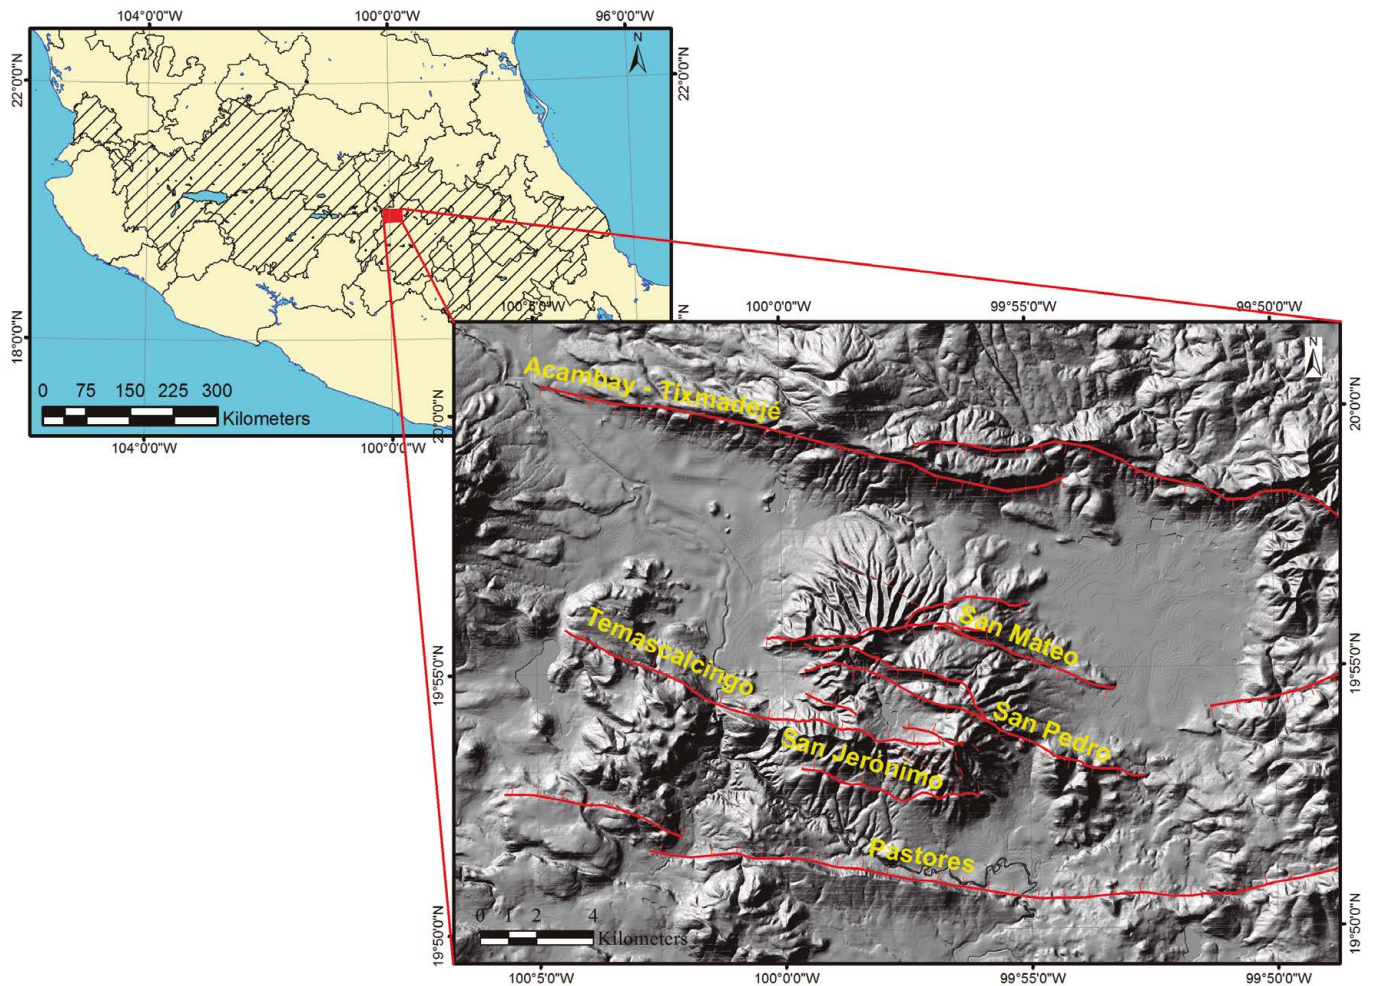 104°0'0"W
100°0'0"W
96°0'0"W
N
22°0'0"N
22°0'0"N
18°0'0"N
0 75 150 225 300
Kilometers
104°0'0"W
100°0'0"W
100°5'0"W
100°0'0"W
99°55'0"W
99°50'0"W
N
20°0'0"N
20°0'0"N
Acambay - Tixmadejé
San Mateo
Temascalcingo
19°55'0"N
19°55'0"N
San Pedro
San Jerónimo
Pastores
0 1 2 4
Kilometers
19°50'0"N
19°50'0"N
100°5'0"W
100°0'0"W
99°55'0"W
99°50'0"W